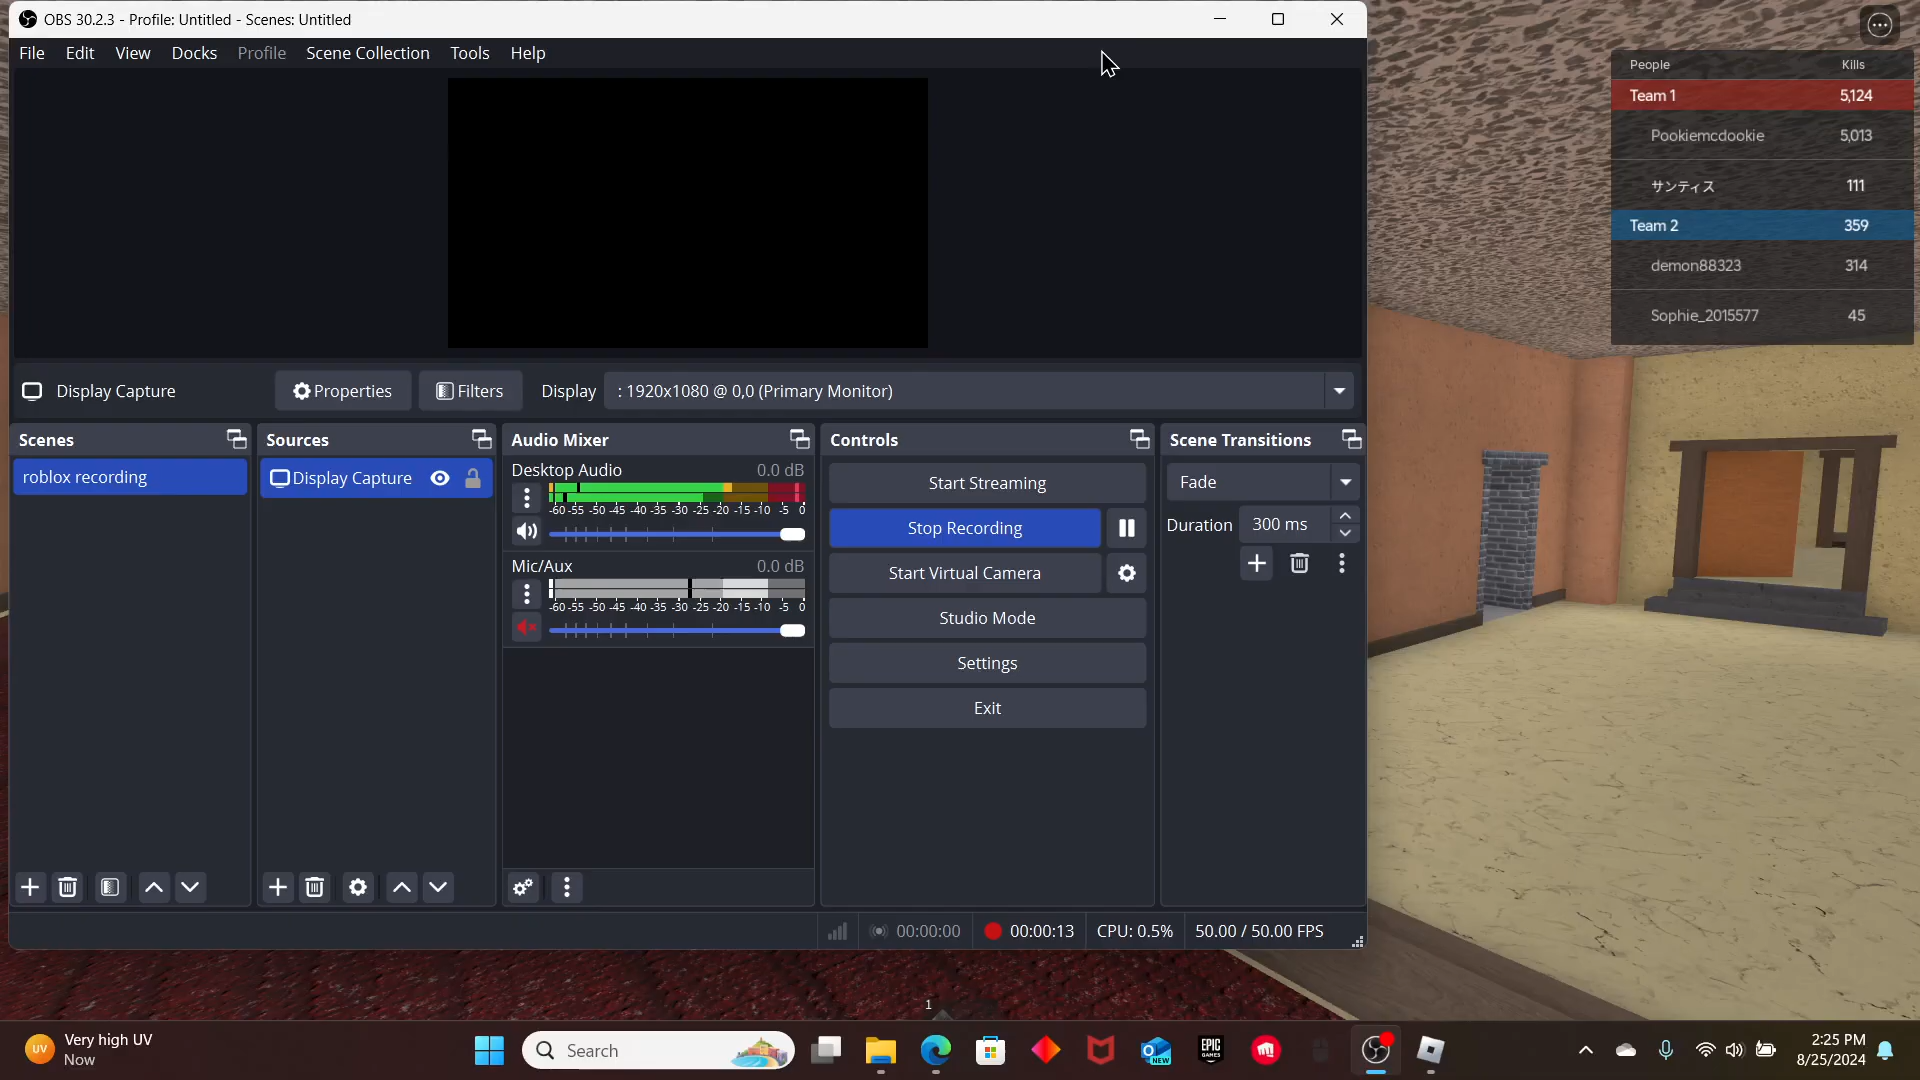 OBS 30.2.3 - Profile: Untitled - Scenes: Untitled
File Edit View Docks Profile Scene Collection Tools Help
Display Capture Properties Filters Display : 1920x1080 @ 0,0 (Primary Monitor)
Scenes
roblox recording
Sources
Display Capture
Audio Mixer
Desktop Audio 0.0 dB
-60 -55 -50 -45 -40 -35 -30 -25 -20 -15 -10 -5 0
Mic/Aux 0.0 dB
-60 -55 -50 -45 -40 -35 -30 -25 -20 -15 -10 -5 0
Controls
Start Streaming
Stop Recording
Start Virtual Camera
Studio Mode
Settings
Exit
Scene Transitions
Fade
Duration 300 ms
00:00:00 00:00:13 CPU: 0.5% 50.00 / 50.00 FPS
People Kills
Team 1 5,124
Pookiemcdookie 5,013
サンティス 111
Team 2 359
demon88323 314
Sophie_2015577 45
1
UV
Very high UV
Now
Search
NEW
EPIC
GAMES
2:25 PM
8/25/2024